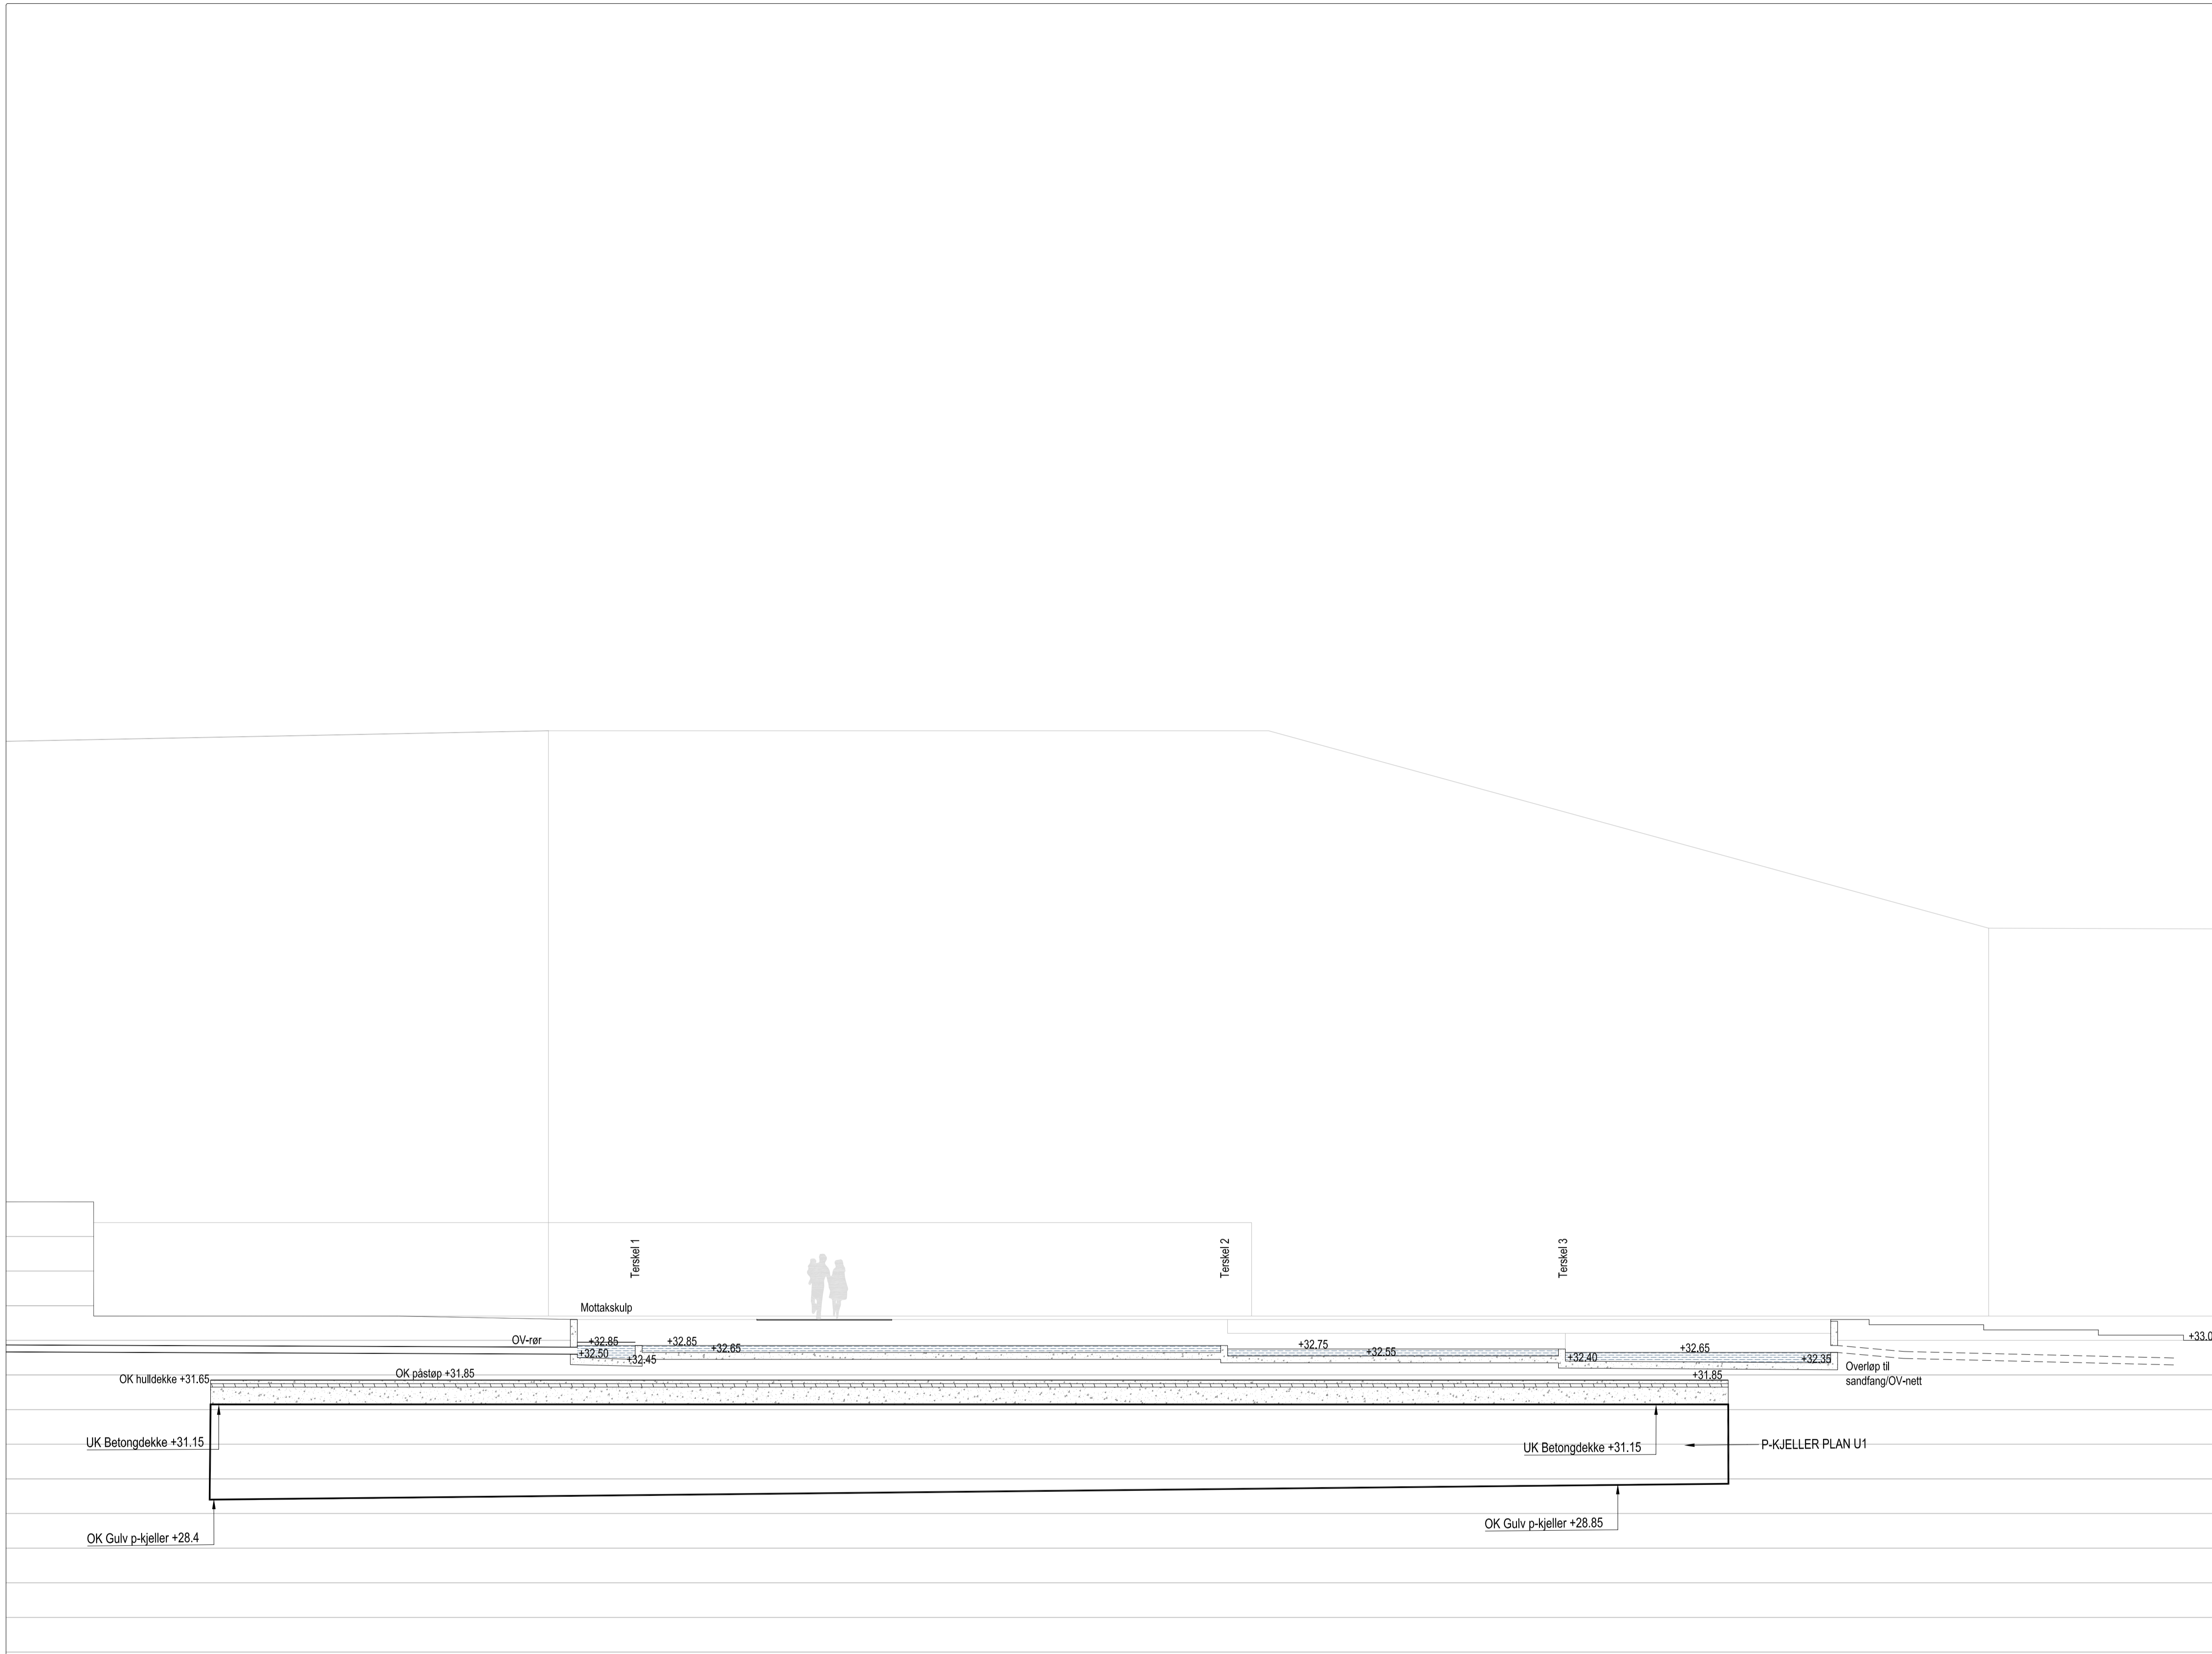 Terskel 1
Terskel 2
Terskel 3
Mottakskulp
OV-rør
+32.85
+32.85
+32.65
+32.50
+32.45
+32.75
+32.55
+32.65
+32.40
+32.35
+33.0
Overløp til
sandfang/OV-nett
OK hulldekke +31.65
OK påstøp +31.85
+31.85
UK Betongdekke +31.15
UK Betongdekke +31.15
P-KJELLER PLAN U1
OK Gulv p-kjeller +28.4
OK Gulv p-kjeller +28.85